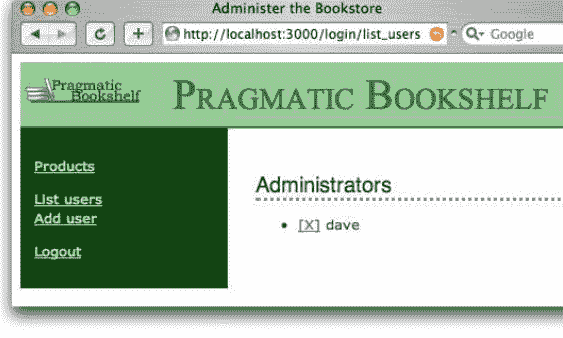 Administer the Bookstore
http://localhost:3000/login/list_users
Google
Pragmatic
Bookshelf
PRAGMATIC BOOKSHELF
Products
List users
Add user
Logout
Administrators
• [X] dave